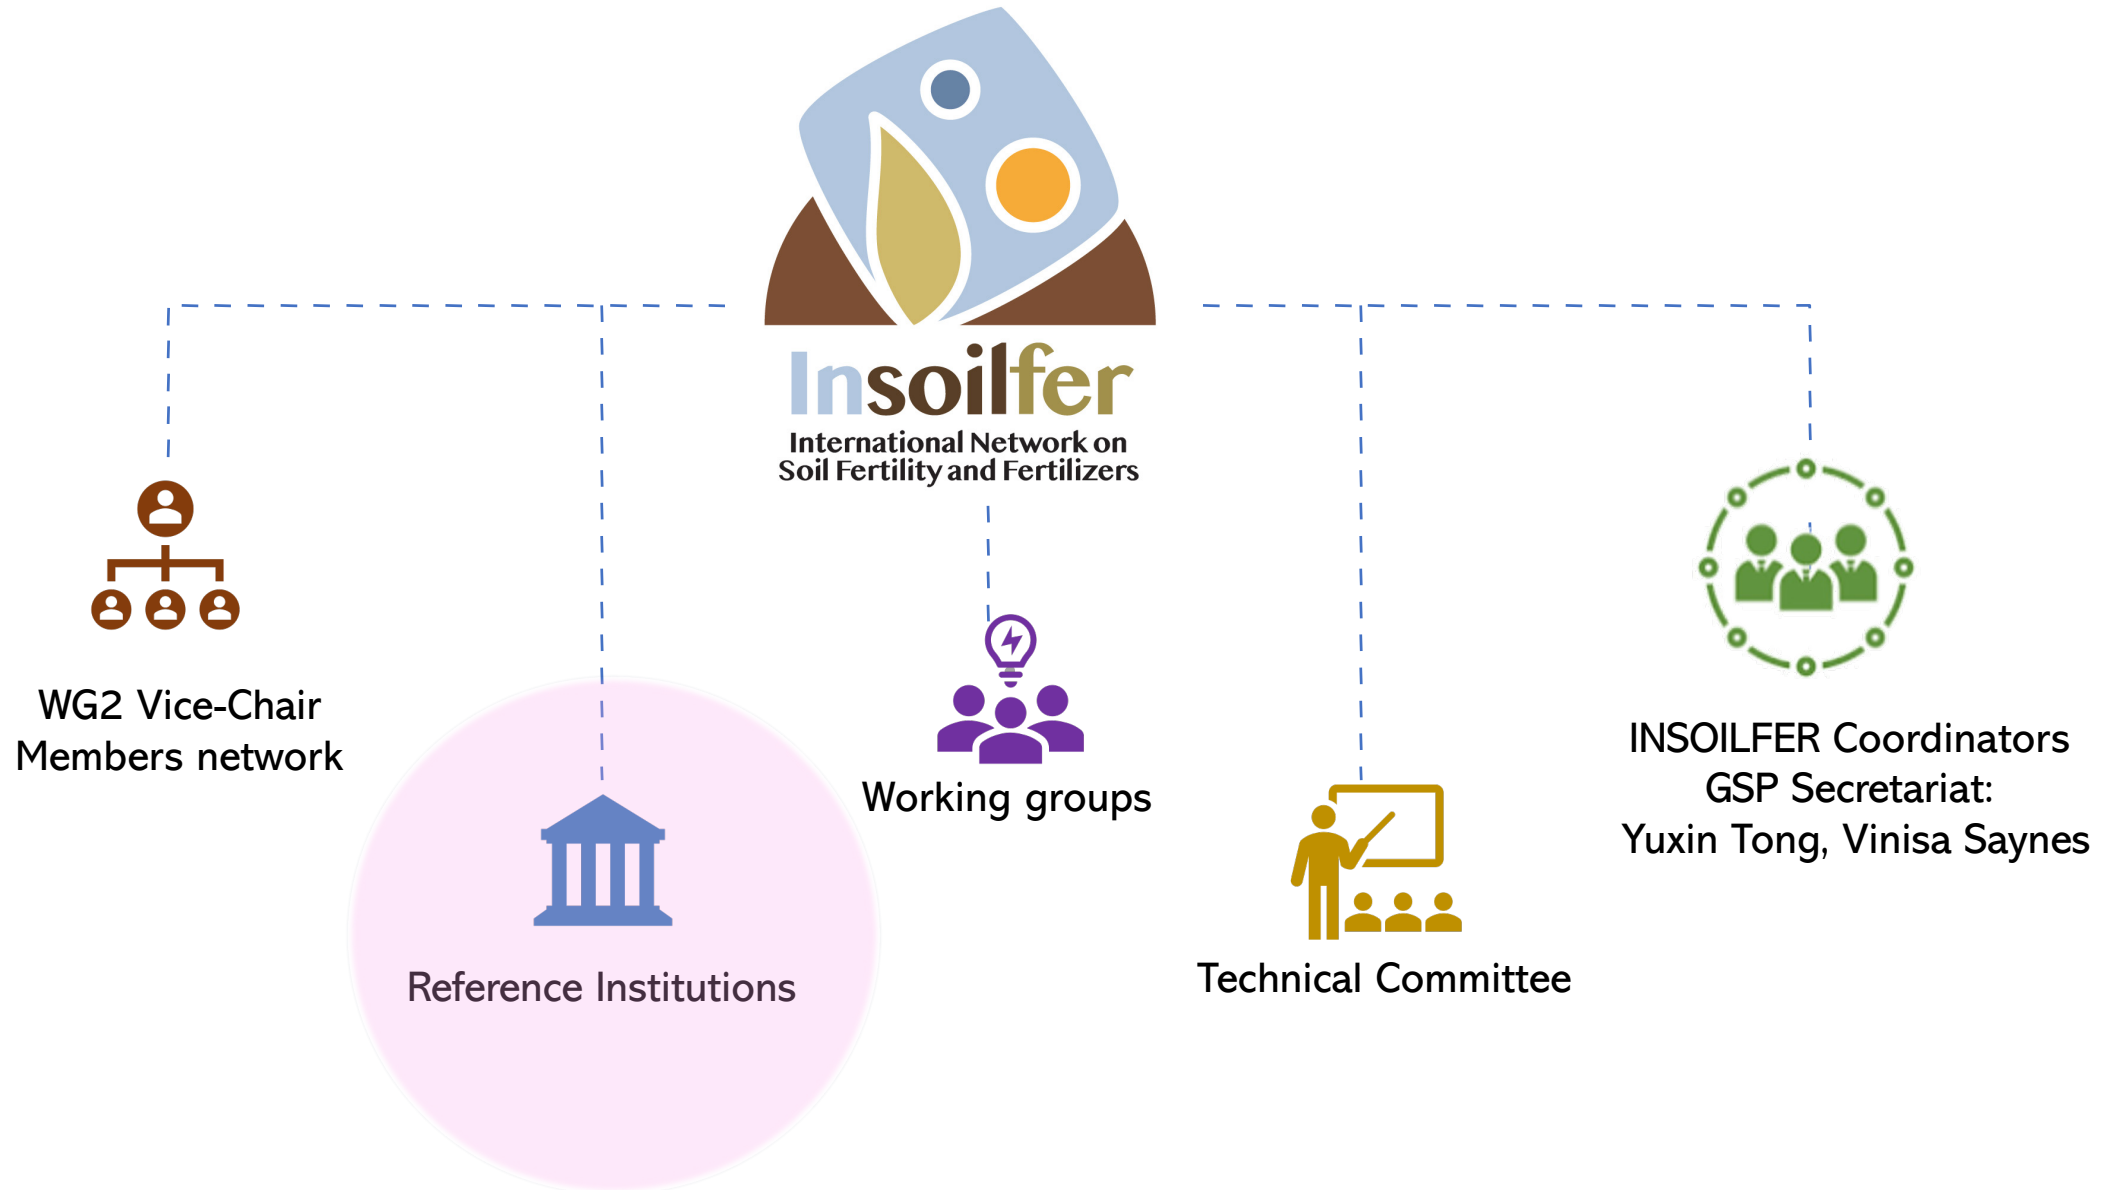 Insoilfer
International Network on
Soil Fertility and Fertilizers
WG2 Vice-Chair
Members network
Reference Institutions
Working groups
Technical Committee
INSOILFER Coordinators
GSP Secretariat:
Yuxin Tong, Vinisa Saynes